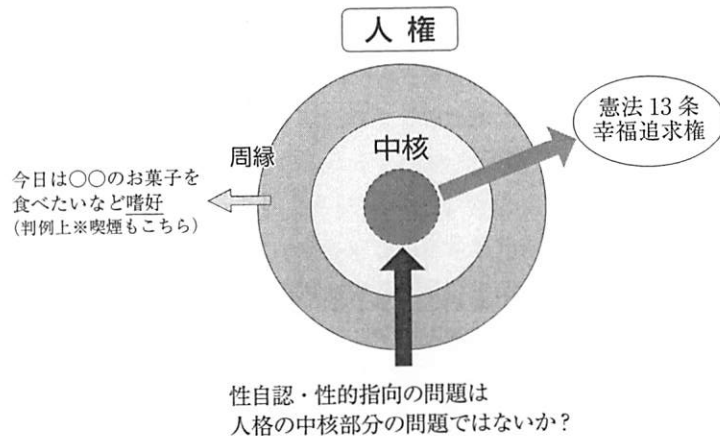 人権
憲法13条
幸福追求権
中核
周縁
今日は〇〇のお菓子を
食べたいなど嗜好
(判例上※喫煙もこちら)
性自認・性的指向の問題は
人格の中核部分の問題ではないか?